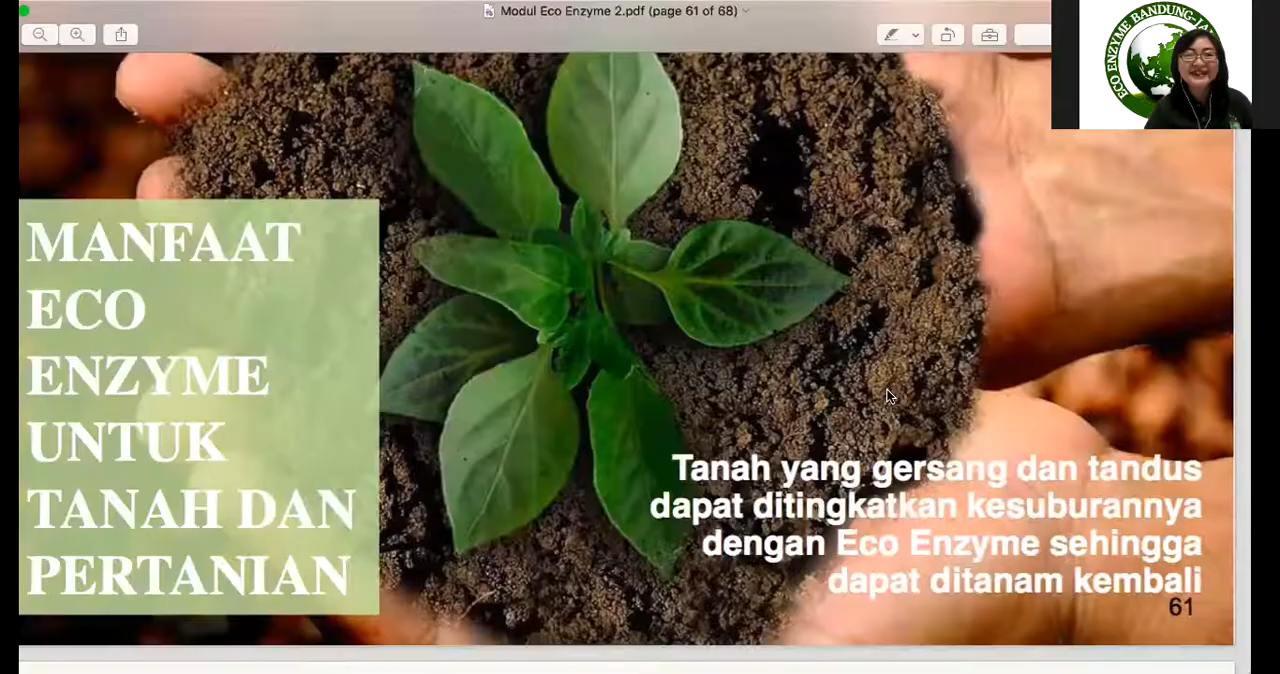 Modul Eco Enzyme 2.pdf (page 61 of 68)
ECO ENZYME BANDUNG-JA
MANFAAT
ECO
ENZYME
UNTUK
TANAH DAN
PERTANIAN
Tanah yang gersang dan tandus
dapat ditingkatkan kesuburannya
dengan Eco Enzyme sehingga
dapat ditanam kembali
61